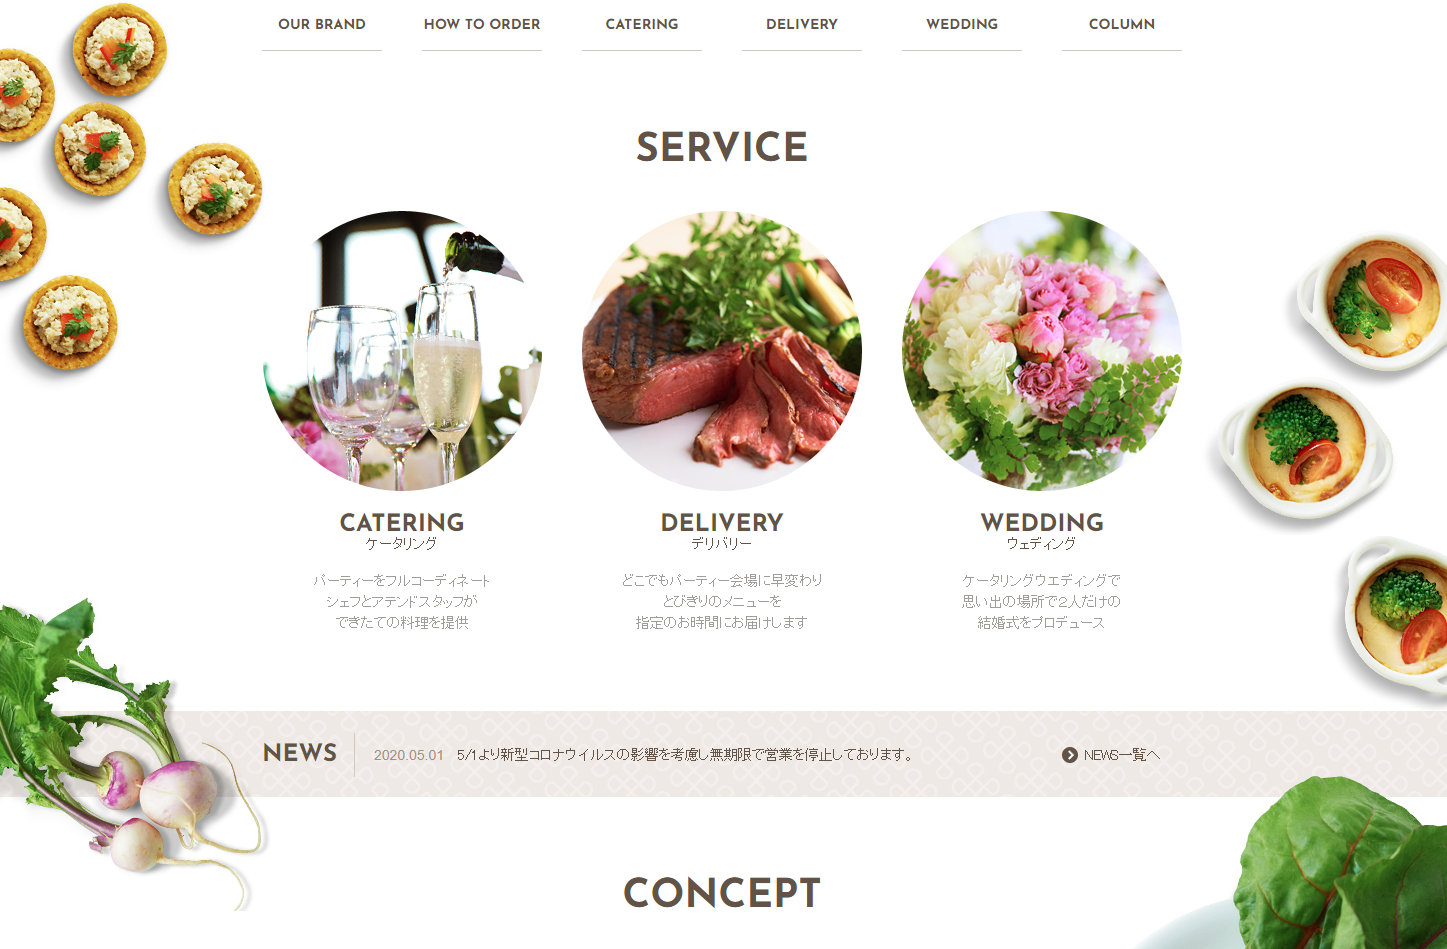 OUR BRAND
HOW TO ORDER
CATERING
DELIVERY
WEDDING
COLUMN
SERVICE
CATERING
ケータリング
パーティーをフルコーディネート
シェフとアテンドスタッフが
できたての料理を提供
DELIVERY
デリバリー
どこでもパーティー会場に早変わり
とびきりのメニューを
指定のお時間にお届けします
WEDDING
ウェディング
ケータリングウエディングで
思い出の場所で2人だけの
結婚式をプロデュース
NEWS
2020.05.01 5/1より新型コロナウイルスの影響を考慮し無期限で営業を停止しております。
NEWS一覧へ
CONCEPT